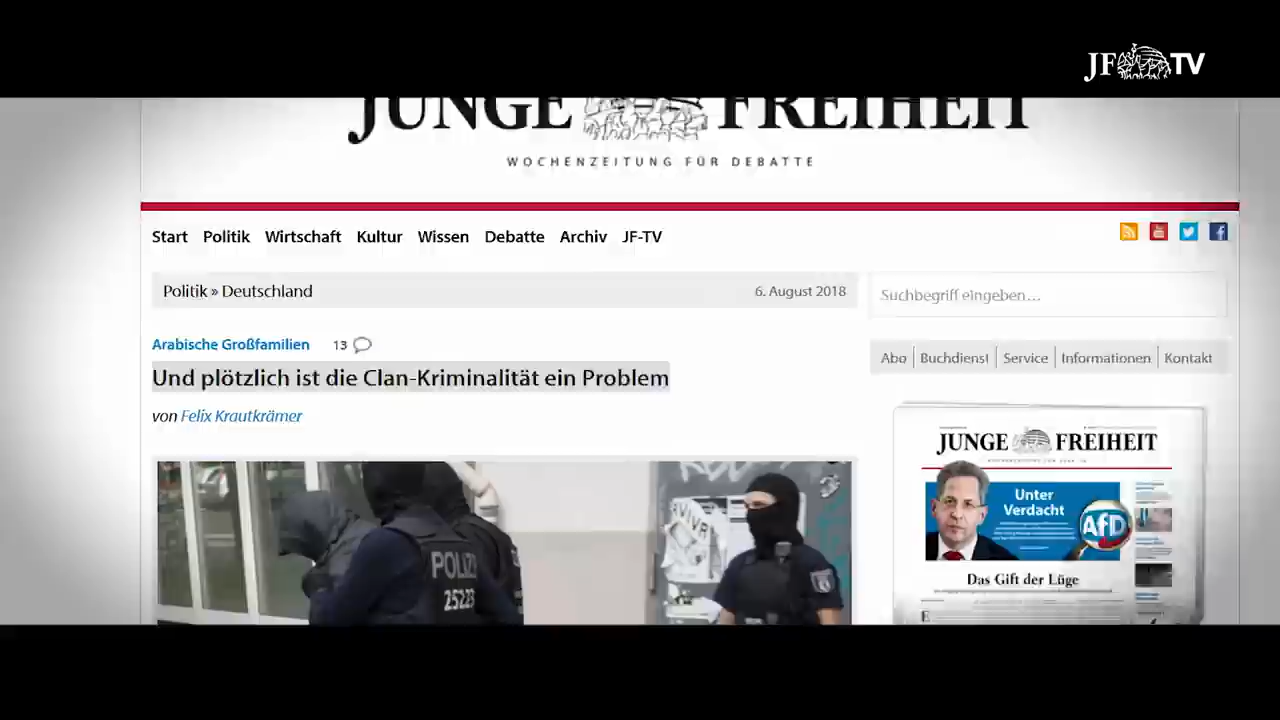 JF TV
JUNGE FREIHEIT
WOCHENZEITUNG FÜR DEBATTE
Start Politik Wirtschaft Kultur Wissen Debatte Archiv JF-TV
Politik » Deutschland 6. August 2018
Suchbegriff eingeben...
Arabische Großfamilien 13
Abo Buchdienst Service Informationen Kontakt
Und plötzlich ist die Clan-Kriminalität ein Problem
von Felix Krautkrämer
JUNGE FREIHEIT
Unter
Verdacht
AfD
Das Gift der Lüge
POLIZEI